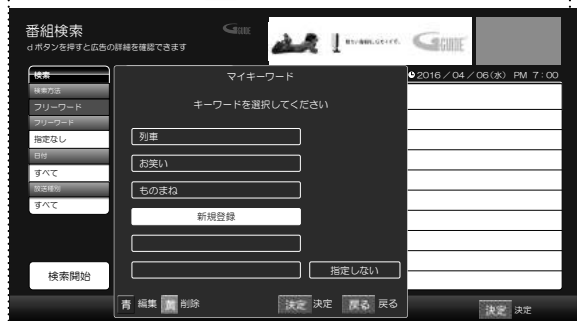 番組検索
dボタンを押すと広告の詳細を確認できます
GGUIDE
GGUIDE
検索
検索方法
フリーワード
フリーワード
指定なし
日付
すべて
放送種別
すべて
検索開始
2016／04／06(水) PM 7：00
マイキーワード
キーワードを選択してください
列車
お笑い
ものまね
新規登録
指定しない
青 編集 黄 削除
決定 決定 戻る 戻る
決定 決定